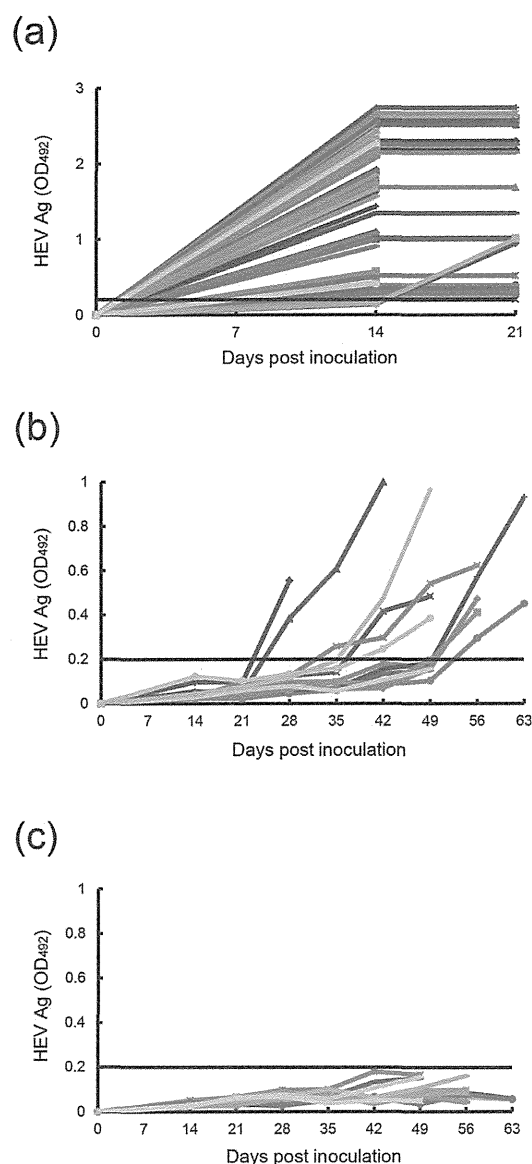 (a)
3
2
1
0
HEV Ag (OD492)
0 7 14 21
Days post inoculation
(b)
1
0.8
0.6
0.4
0.2
0
HEV Ag (OD492)
0 7 14 21 28 35 42 49 56 63
Days post inoculation
(c)
1
0.8
0.6
0.4
0.2
0
HEV Ag (OD492)
0 7 14 21 28 35 42 49 56 63
Days post inoculation